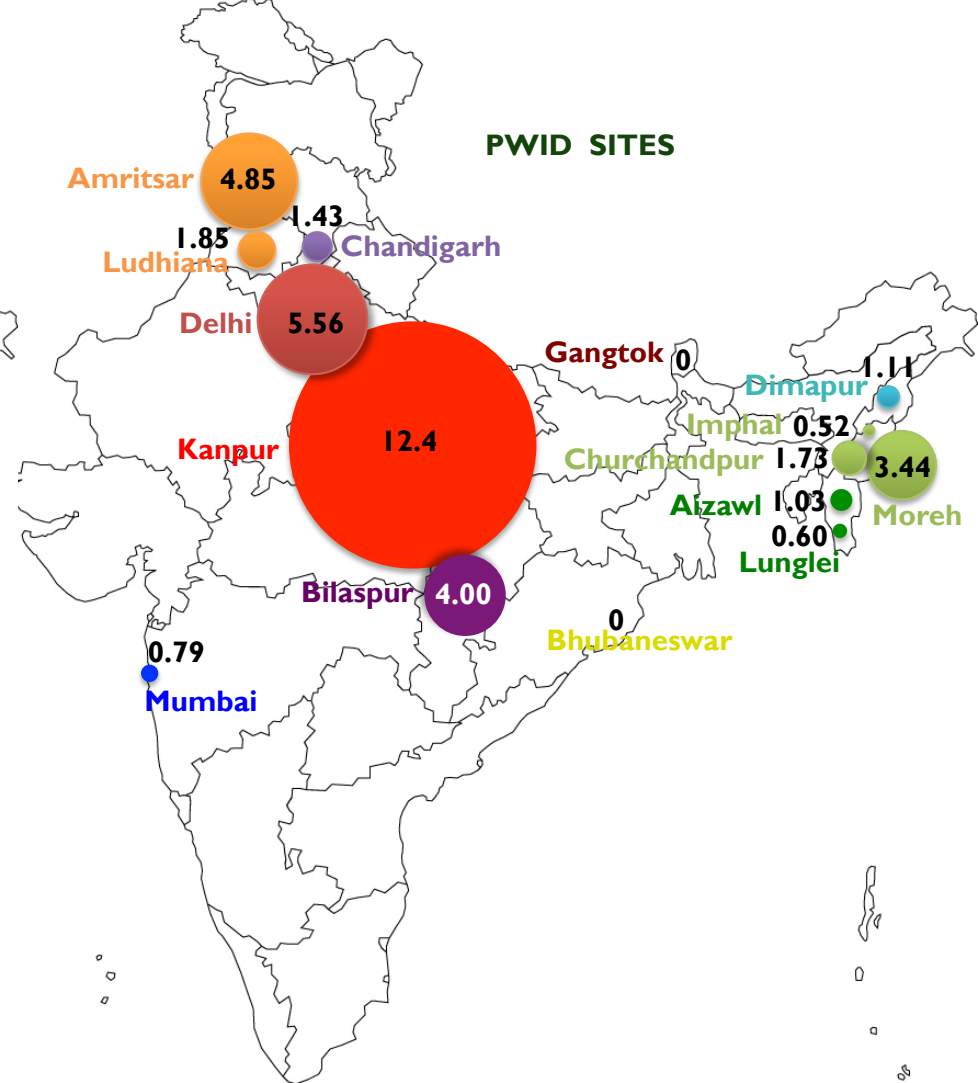 PWID SITES
Amritsar 4.85
1.43
1.85 Chandigarh
Ludhiana
Delhi 5.56
Gangtok 0
1.11
Dimapur
Imphal 0.52
Kanpur 12.4
Churchandpur 1.73 3.44
Aizawl 1.03
Moreh
0.60
Lunglei
Bilaspur 4.00
0
Bhubaneswar
0.79
Mumbai